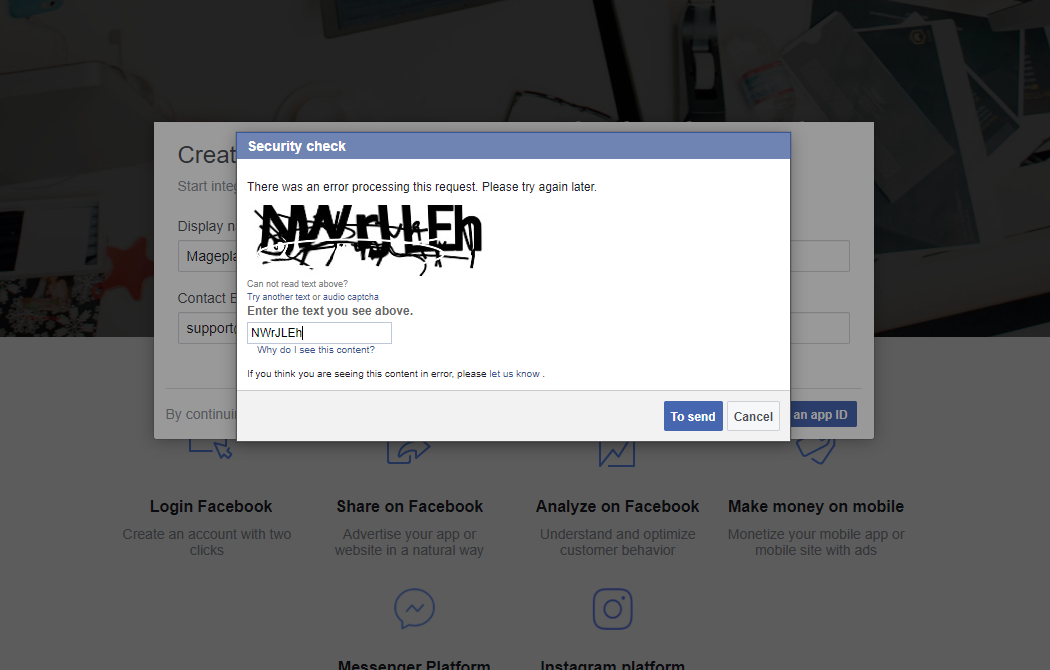 Creat
Security check
Start integ
There was an error processing this request. Please try again later.
Display n
Magepla
Can not read text above?
Try another text or audio captcha
Contact E
Enter the text you see above.
support
NWrJLEh
Why do I see this content?
If you think you are seeing this content in error, please let us know .
By continui
To send
Cancel
an app ID
Login Facebook
Create an account with two
clicks
Share on Facebook
Advertise your app or
website in a natural way
Analyze on Facebook
Understand and optimize
customer behavior
Make money on mobile
Monetize your mobile app or
mobile site with ads
Messenger Platform
Instagram platform